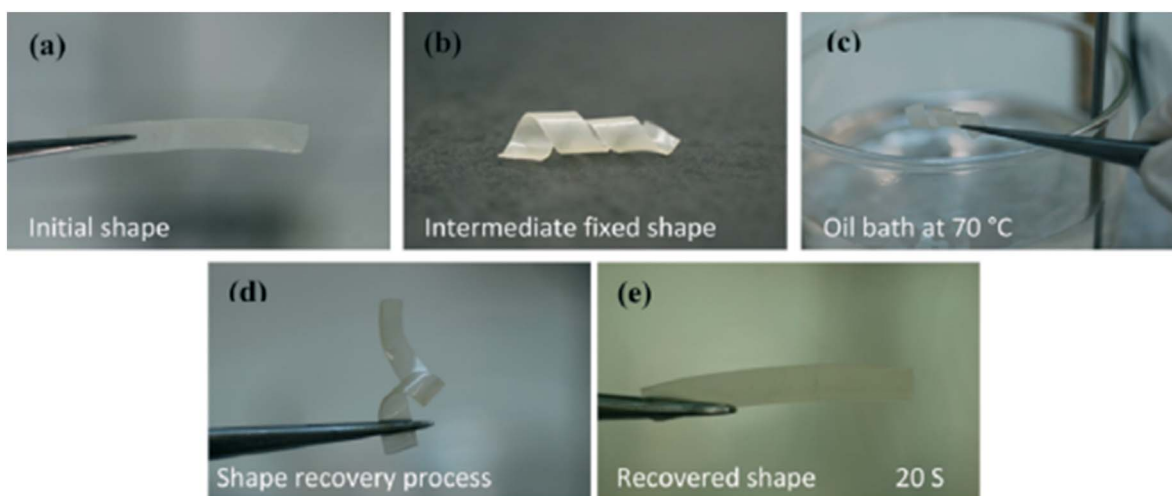 (a)
Initial shape
(b)
Intermediate fixed shape
(c)
Oil bath at 70 °C
(d)
Shape recovery process
(e)
Recovered shape 20 S